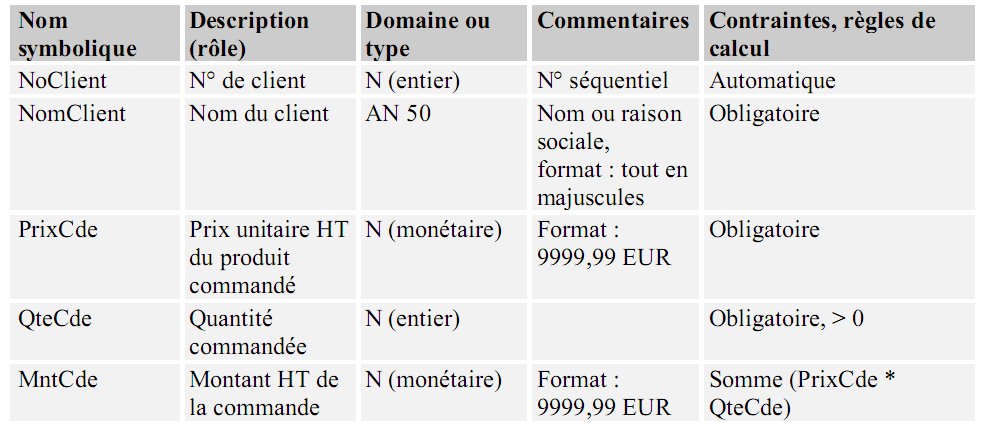 Nom symbolique | Description (rôle) | Domaine ou type | Commentaires | Contraintes, règles de calcul
NoClient | N° de client | N (entier) | N° séquentiel | Automatique
NomClient | Nom du client | AN 50 | Nom ou raison sociale, format : tout en majuscules | Obligatoire
PrixCde | Prix unitaire HT du produit commandé | N (monétaire) | Format : 9999,99 EUR | Obligatoire
QteCde | Quantité commandée | N (entier) | | Obligatoire, > 0
MntCde | Montant HT de la commande | N (monétaire) | Format : 9999,99 EUR | Somme (PrixCde * QteCde)